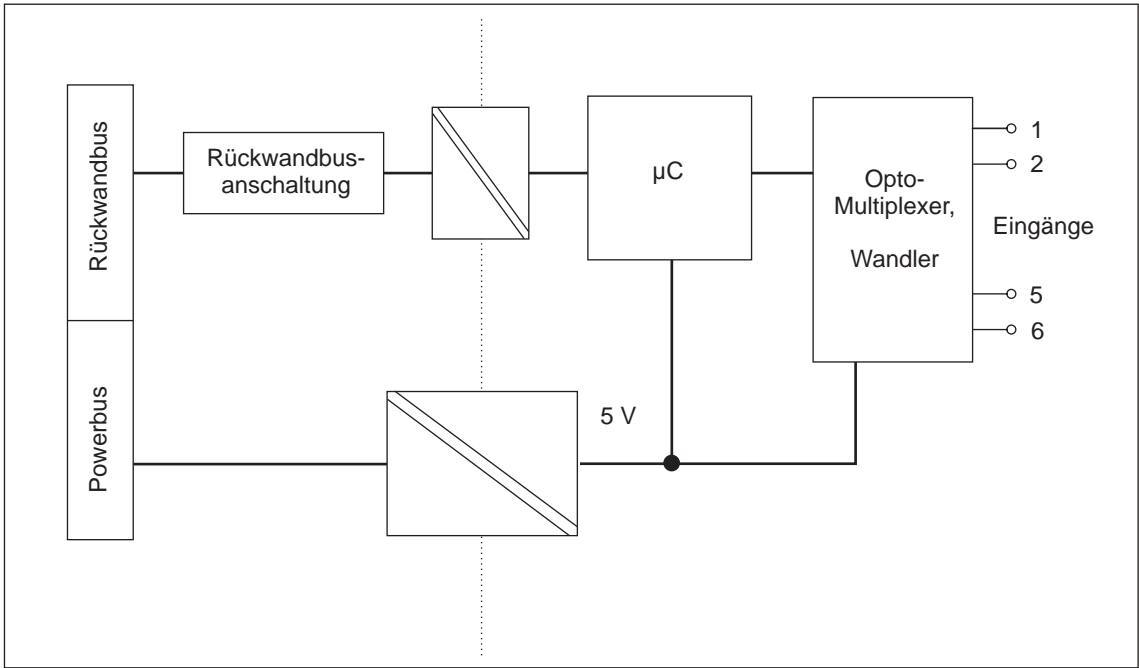 Rückwandbus
Rückwandbus-
anschaltung
µC
Opto-
Multiplexer,
Wandler
1
2
Eingänge
5
6
Powerbus
5 V